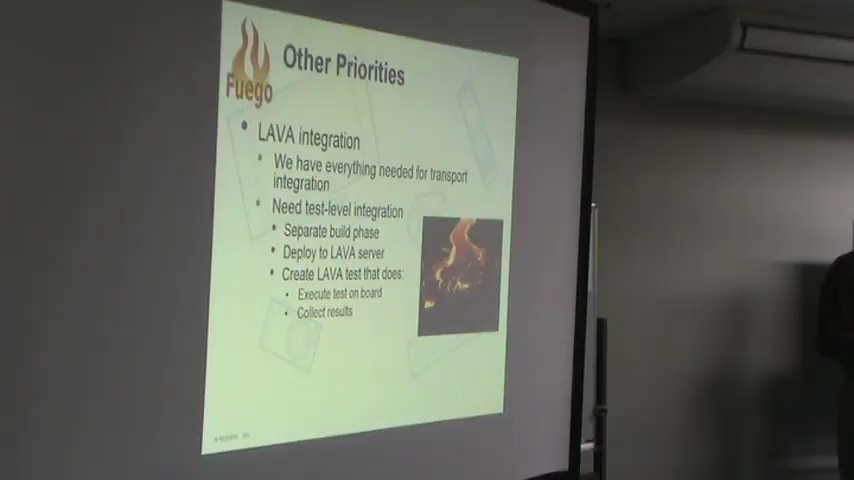 Fuego
Other Priorities
LAVA integration
We have everything needed for transport
integration
Need test-level integration
Separate build phase
Deploy to LAVA server
Create LAVA test that does:
Execute test on board
Collect results